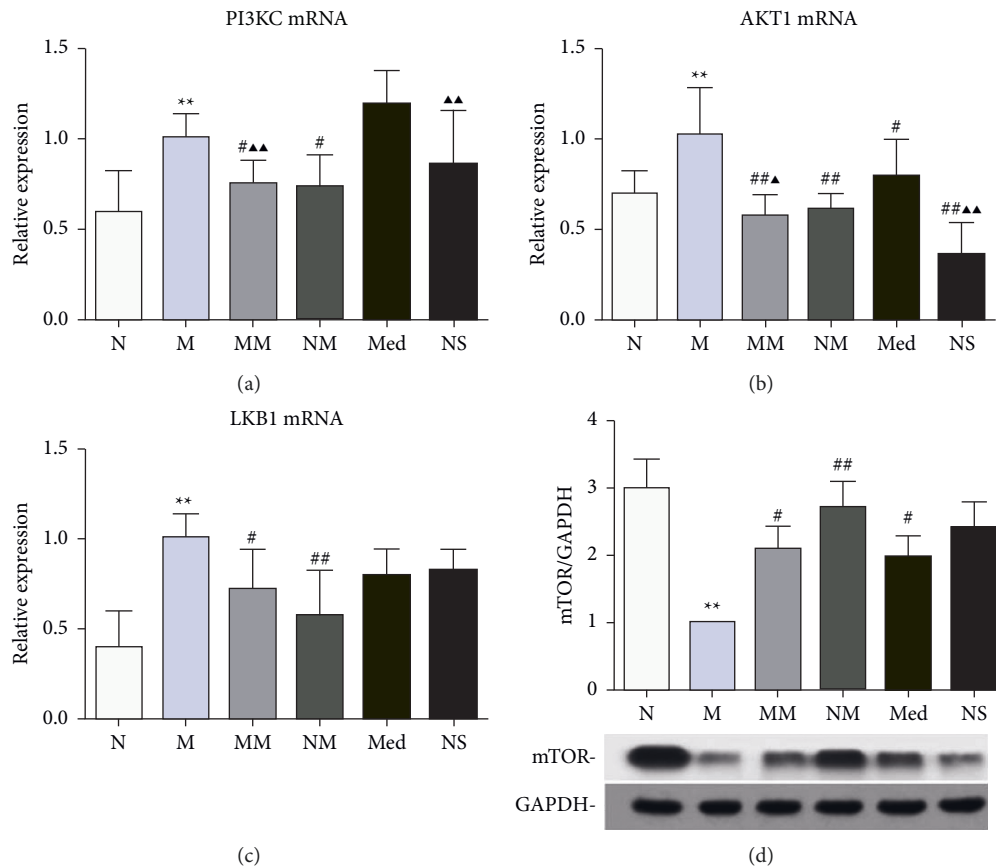 PI3KC mRNA
Relative expression
1.5
1.0
0.5
0.0
**
#▲▲
#
▲▲
N M MM NM Med NS
(a)
AKT1 mRNA
Relative expression
1.5
1.0
0.5
0.0
**
##▲
##
#
##▲▲
N M MM NM Med NS
(b)
LKB1 mRNA
Relative expression
1.5
1.0
0.5
0.0
**
#
##
N M MM NM Med NS
(c)
mTOR/GAPDH
4
3
2
1
0
**
#
##
#
N M MM NM Med NS
mTOR-
GAPDH-
(d)